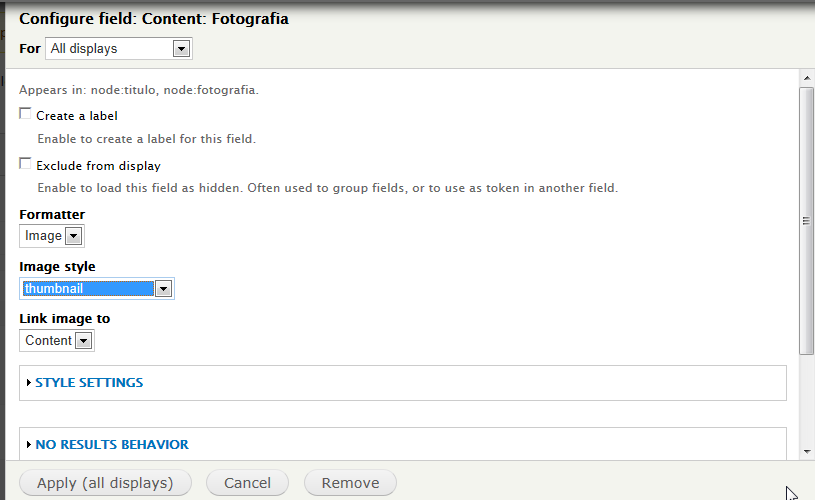 Configure field: Content: Fotografia
For All displays
Appears in: node:titulo, node:fotografia.
Create a label
Enable to create a label for this field.
Exclude from display
Enable to load this field as hidden. Often used to group fields, or to use as token in another field.
Formatter
Image
Image style
thumbnail
Link image to
Content
STYLE SETTINGS
NO RESULTS BEHAVIOR
Apply (all displays) Cancel Remove